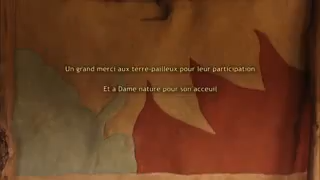 Un grand merci aux terre-pailleux pour leur participation
Et a Dame nature pour son acceuil